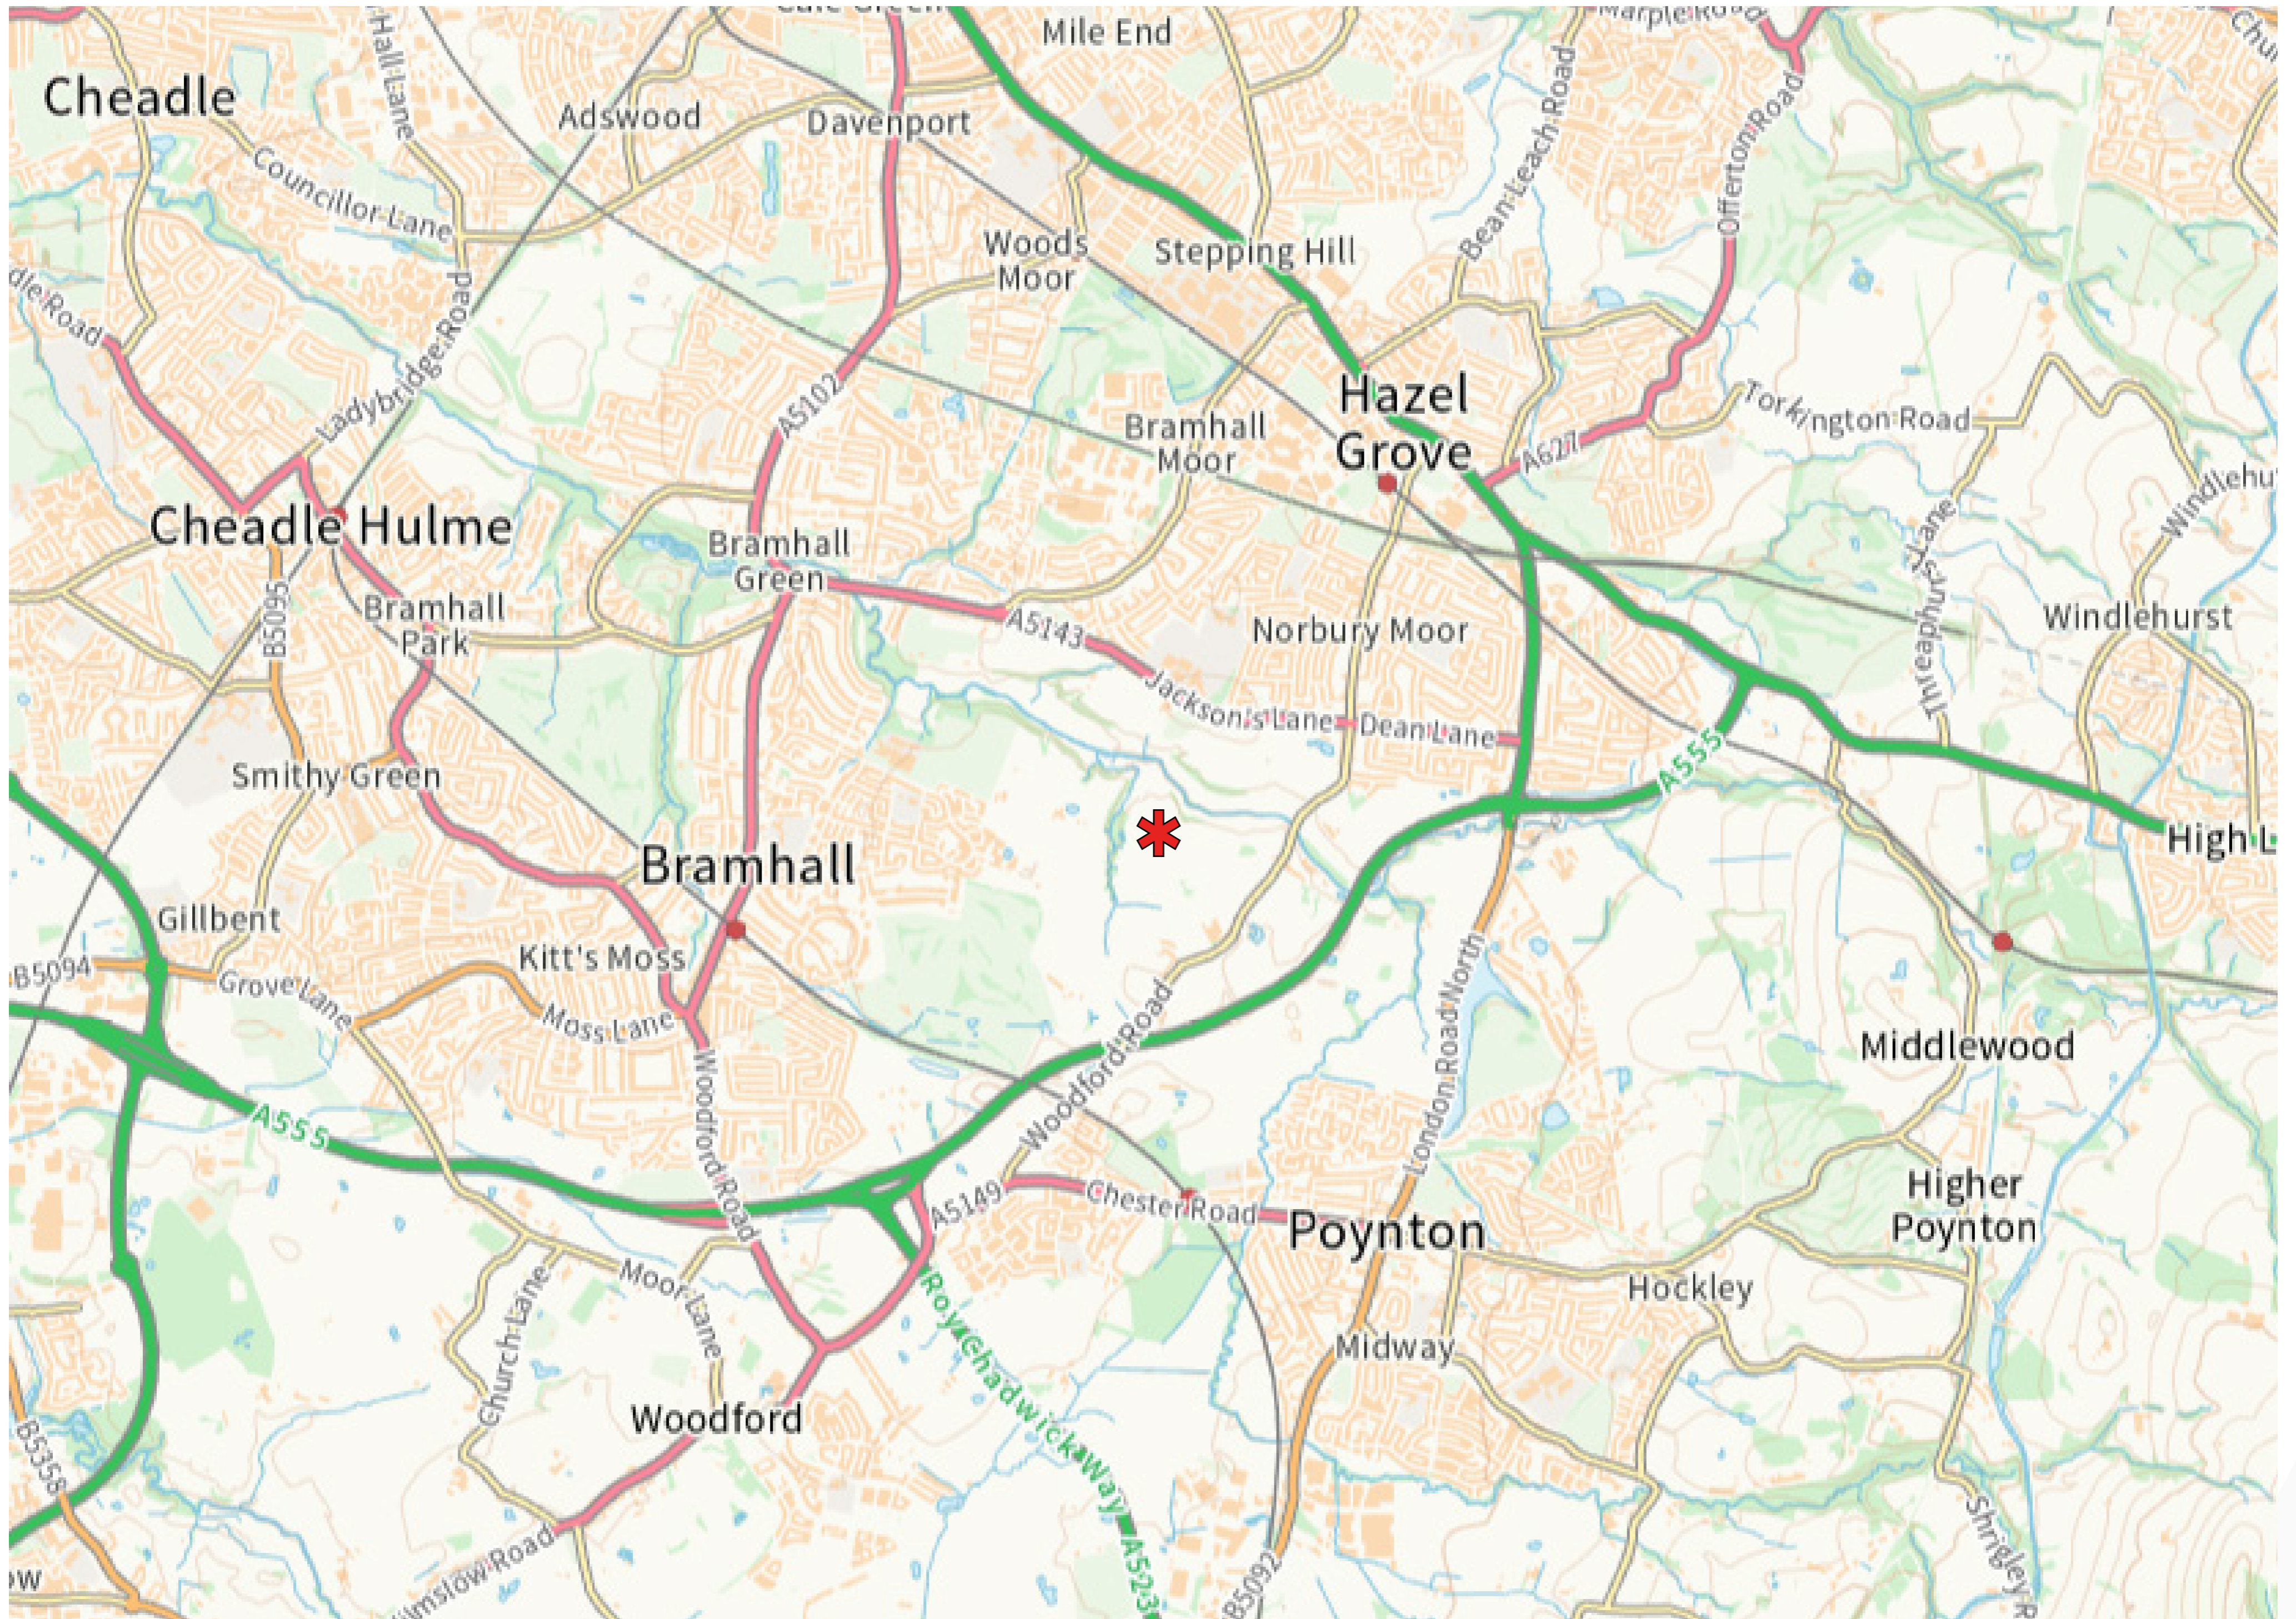 Mile End
Marple Road
Cheadle
Hall Lane
Adswood
Davenport
Councillor Lane
Bean Leach Road
Offerton Road
Woods
Moor
Stepping Hill
Ladybridge Road
A5102
Hazel
Grove
Bramhall
Moor
A627
Torkington Road
Cheadle Hulme
Bramhall
Green
B5095
Bramhall
Park
A5143
Norbury Moor
Threaphurst Lane
Windlehurst
Jackson's Lane
Dean Lane
Smithy Green
A555
High L
Bramhall
Gillbent
Kitt's Moss
B5094
Grove Lane
Moss Lane
Woodford Road
London Road North
Middlewood
A555
Woodford Road
A5149
Chester Road
Poynton
Higher
Poynton
Hockley
Church Lane
Moor Lane
Roy Chadwick Way
Midway
Woodford
B5358
A523
B5092